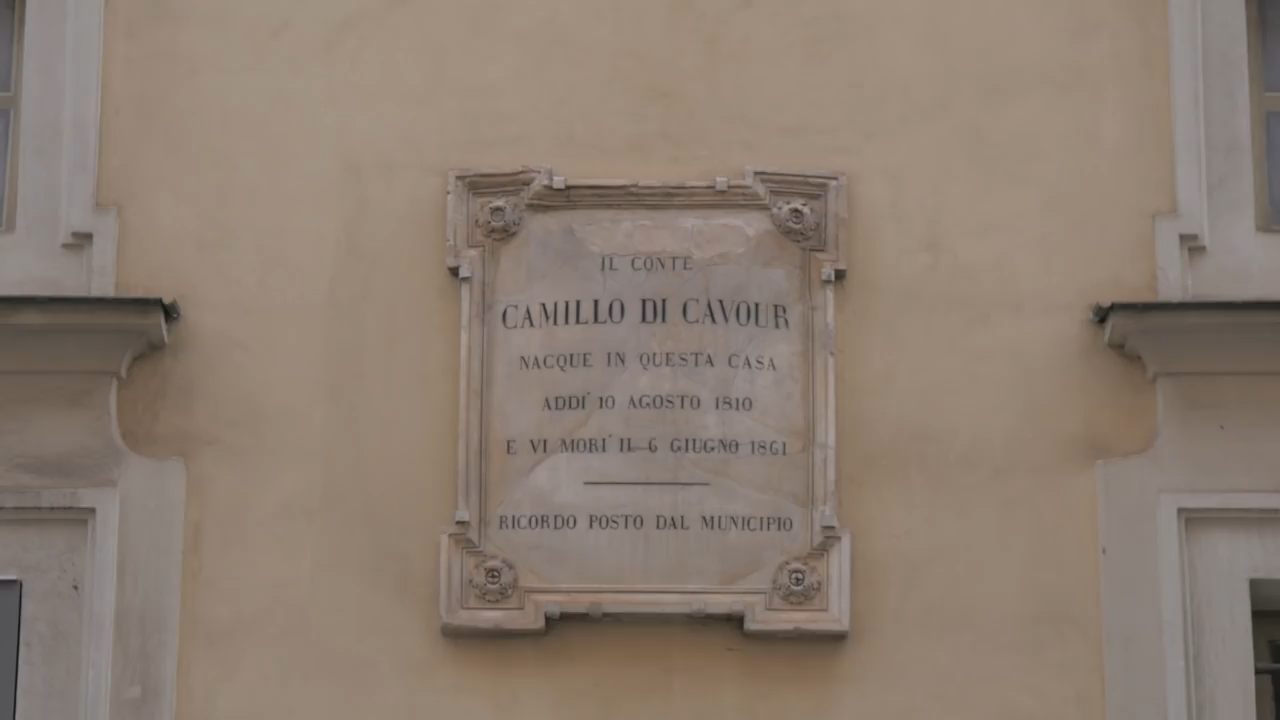 IL CONTE
CAMILLO DI CAVOUR
NACQUE IN QUESTA CASA
ADDI' 10 AGOSTO 1810
E VI MORI' IL 6 GIUGNO 1861
RICORDO POSTO DAL MUNICIPIO